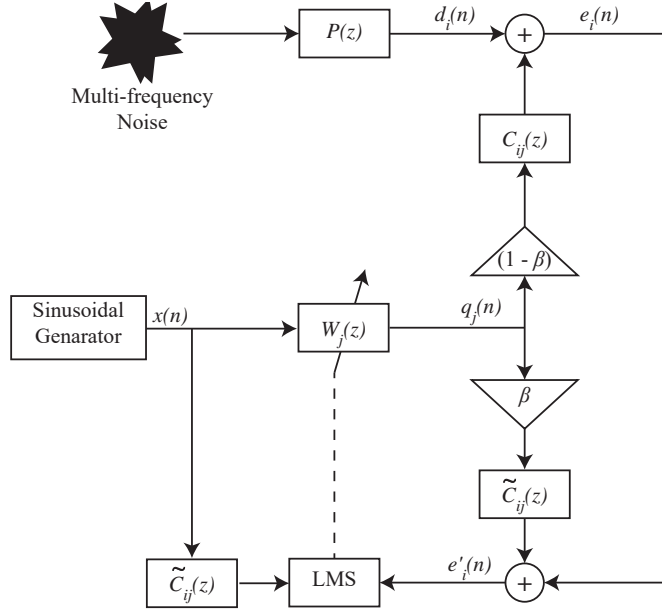 P(z)
d_i(n)
+
e_i(n)
Multi-frequency
Noise
C_ij(z)
(1 - β)
Sinusoidal
Genarator
x(n)
W_j(z)
q_j(n)
β
C̃_ij(z)
C̃_ij(z)
LMS
e'_i(n)
+